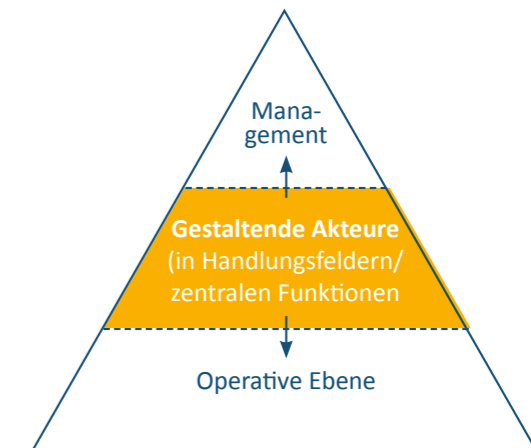 Mana-
gement
Gestaltende Akteure
(in Handlungsfeldern/
zentralen Funktionen
Operative Ebene